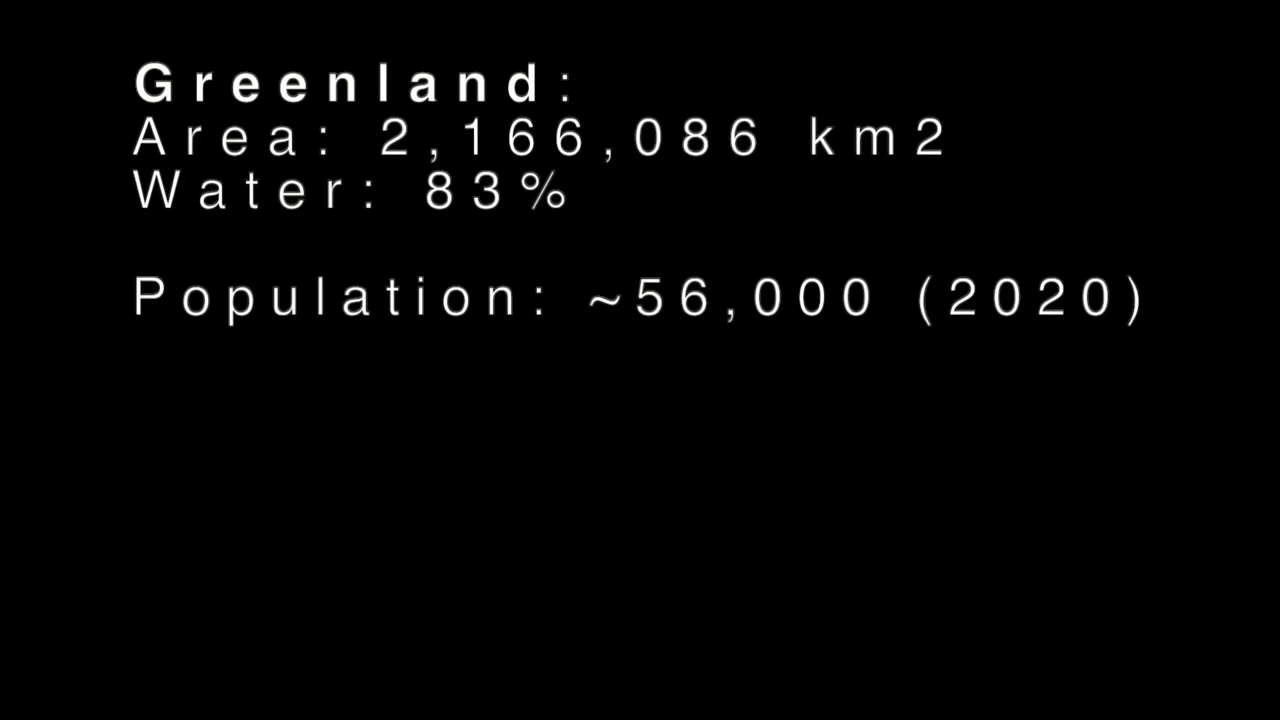 Greenland:
Area: 2,166,086 km2
Water: 83%
Population: ~56,000 (2020)